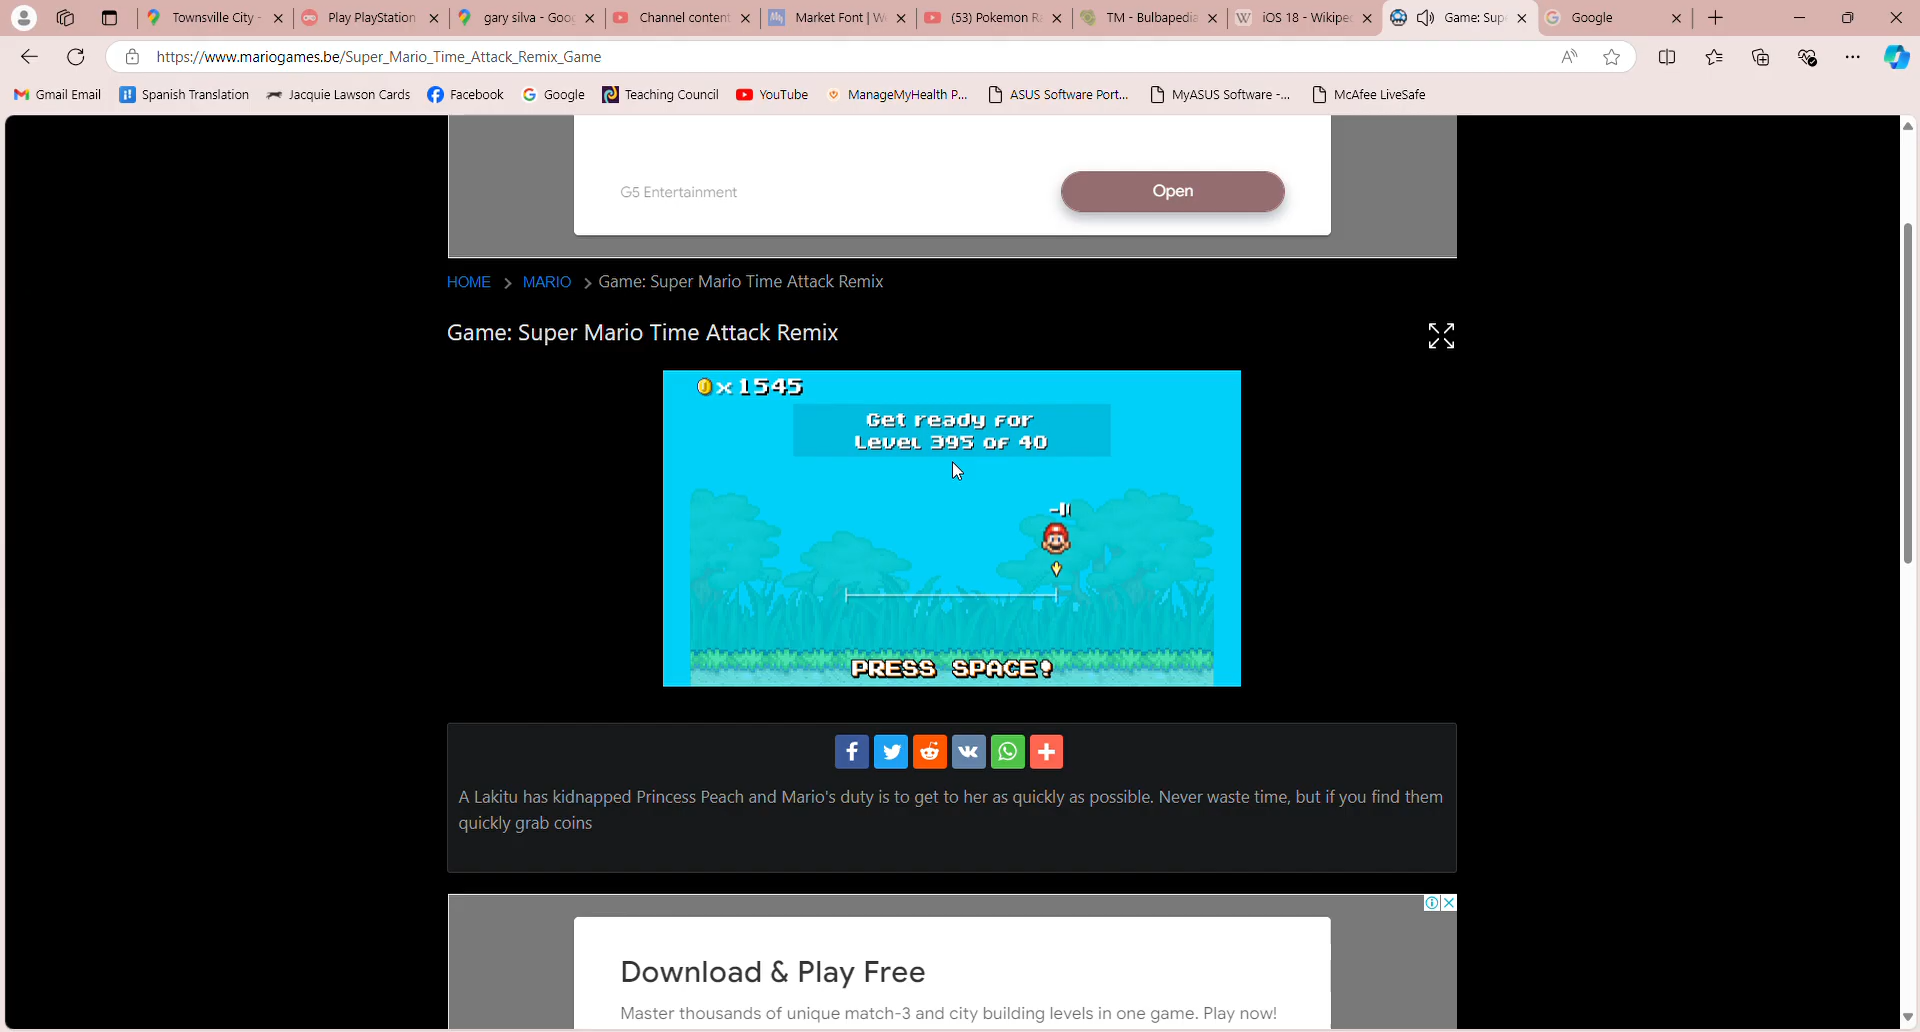 Townsville City -
Play PlayStation
gary silva - Goog
Channel content
Market Font | W
(53) Pokemon R
TM - Bulbapedia
iOS 18 - Wikiped
Game: Sup
Google
https://www.mariogames.be/Super_Mario_Time_Attack_Remix_Game
Gmail Email
Spanish Translation
Jacquie Lawson Cards
Facebook
Google
Teaching Council
YouTube
ManageMyHealth P...
ASUS Software Port...
MyASUS Software -...
McAfee LiveSafe
G5 Entertainment
Open
HOME > MARIO > Game: Super Mario Time Attack Remix
Game: Super Mario Time Attack Remix
x 1545
Get ready for
Level 395 of 40
PRESS SPACE!
A Lakitu has kidnapped Princess Peach and Mario's duty is to get to her as quickly as possible. Never waste time, but if you find them
quickly grab coins
Download & Play Free
Master thousands of unique match-3 and city building levels in one game. Play now!